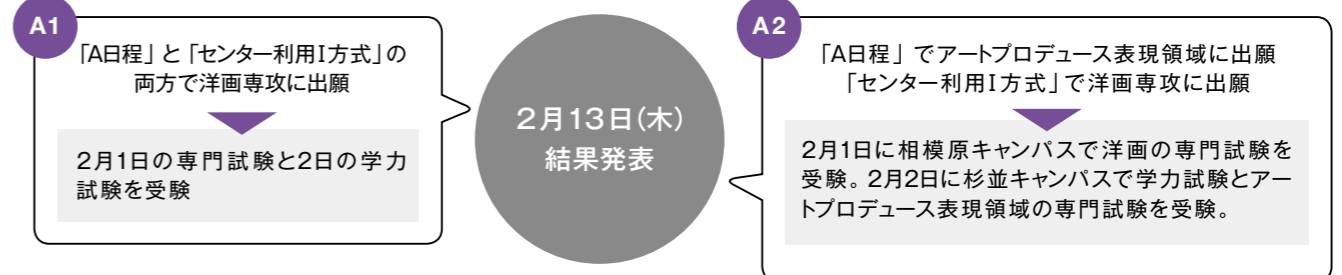 A1
「A日程」と「センター利用I方式」の
両方で洋画専攻に出願
2月1日の専門試験と2日の学力
試験を受験
2月13日(木)
結果発表
A2
「A日程」でアートプロデュース表現領域に出願
「センター利用I方式」で洋画専攻に出願
2月1日に相模原キャンパスで洋画の専門試験を
受験。2月2日に杉並キャンパスで学力試験とアー
トプロデュース表現領域の専門試験を受験。